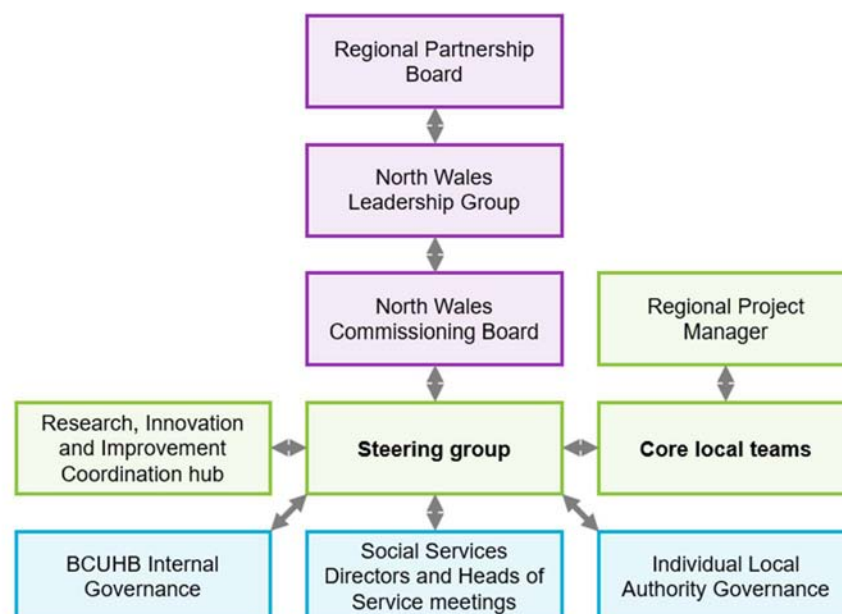 Regional Partnership
Board
North Wales
Leadership Group
North Wales
Commissioning Board
Regional Project
Manager
Research, Innovation
and Improvement
Coordination hub
Steering group
Core local teams
BCUHB Internal
Governance
Social Services
Directors and Heads of
Service meetings
Individual Local
Authority Governance